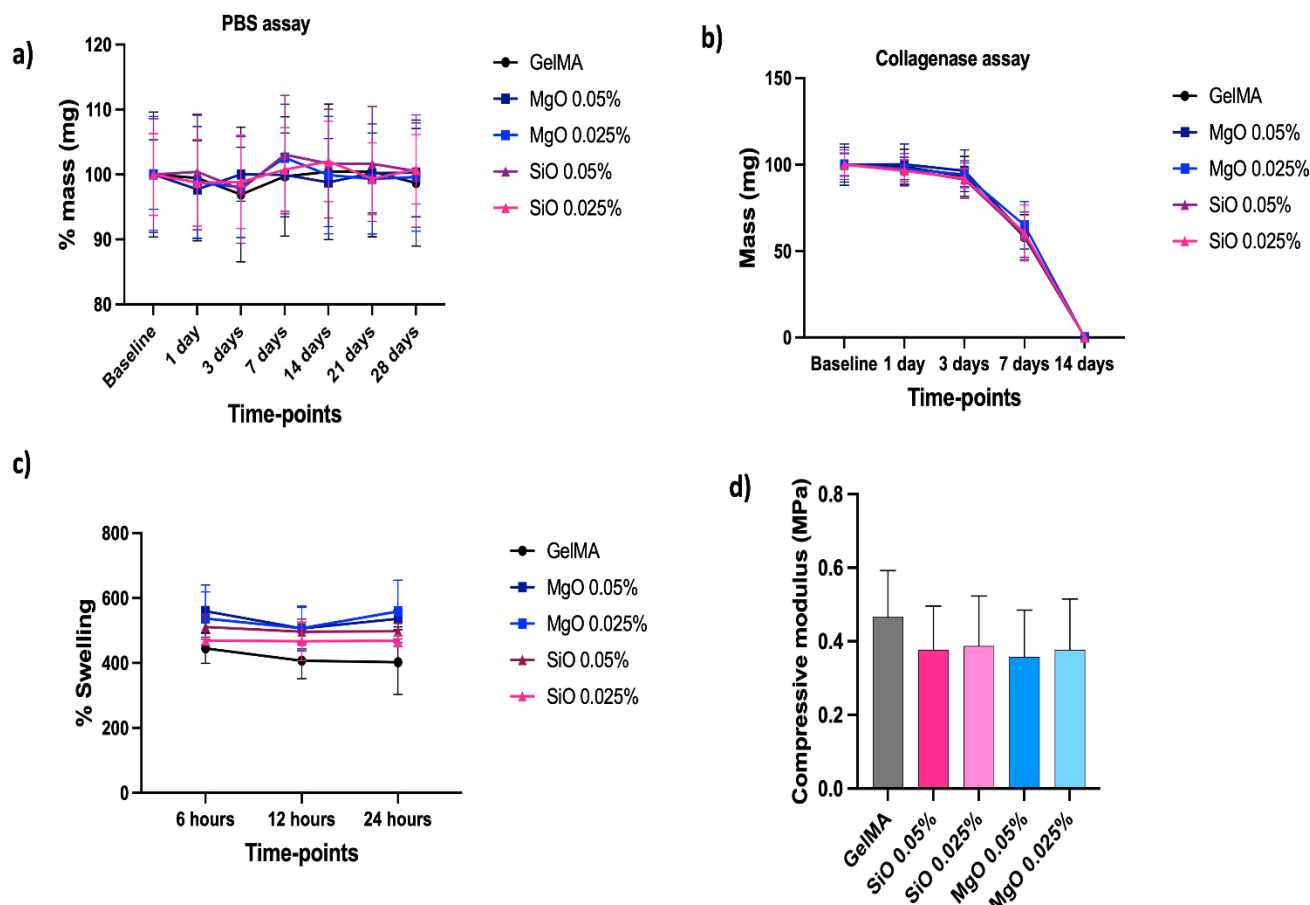 a)
PBS assay
% mass (mg)
120
110
100
90
80
Baseline
1 day
3 days
7 days
14 days
21 days
28 days
Time-points
GelMA
MgO 0.05%
MgO 0.025%
SiO 0.05%
SiO 0.025%
b)
Collagenase assay
Mass (mg)
150
100
50
0
Baseline
1 day
3 days
7 days
14 days
Time-points
GelMA
MgO 0.05%
MgO 0.025%
SiO 0.05%
SiO 0.025%
c)
% Swelling
800
600
400
200
0
6 hours
12 hours
24 hours
Time-points
GelMA
MgO 0.05%
MgO 0.025%
SiO 0.05%
SiO 0.025%
d)
Compressive modulus (MPa)
0.8
0.6
0.4
0.2
0.0
GelMA
SiO 0.05%
SiO 0.025%
MgO 0.05%
MgO 0.025%